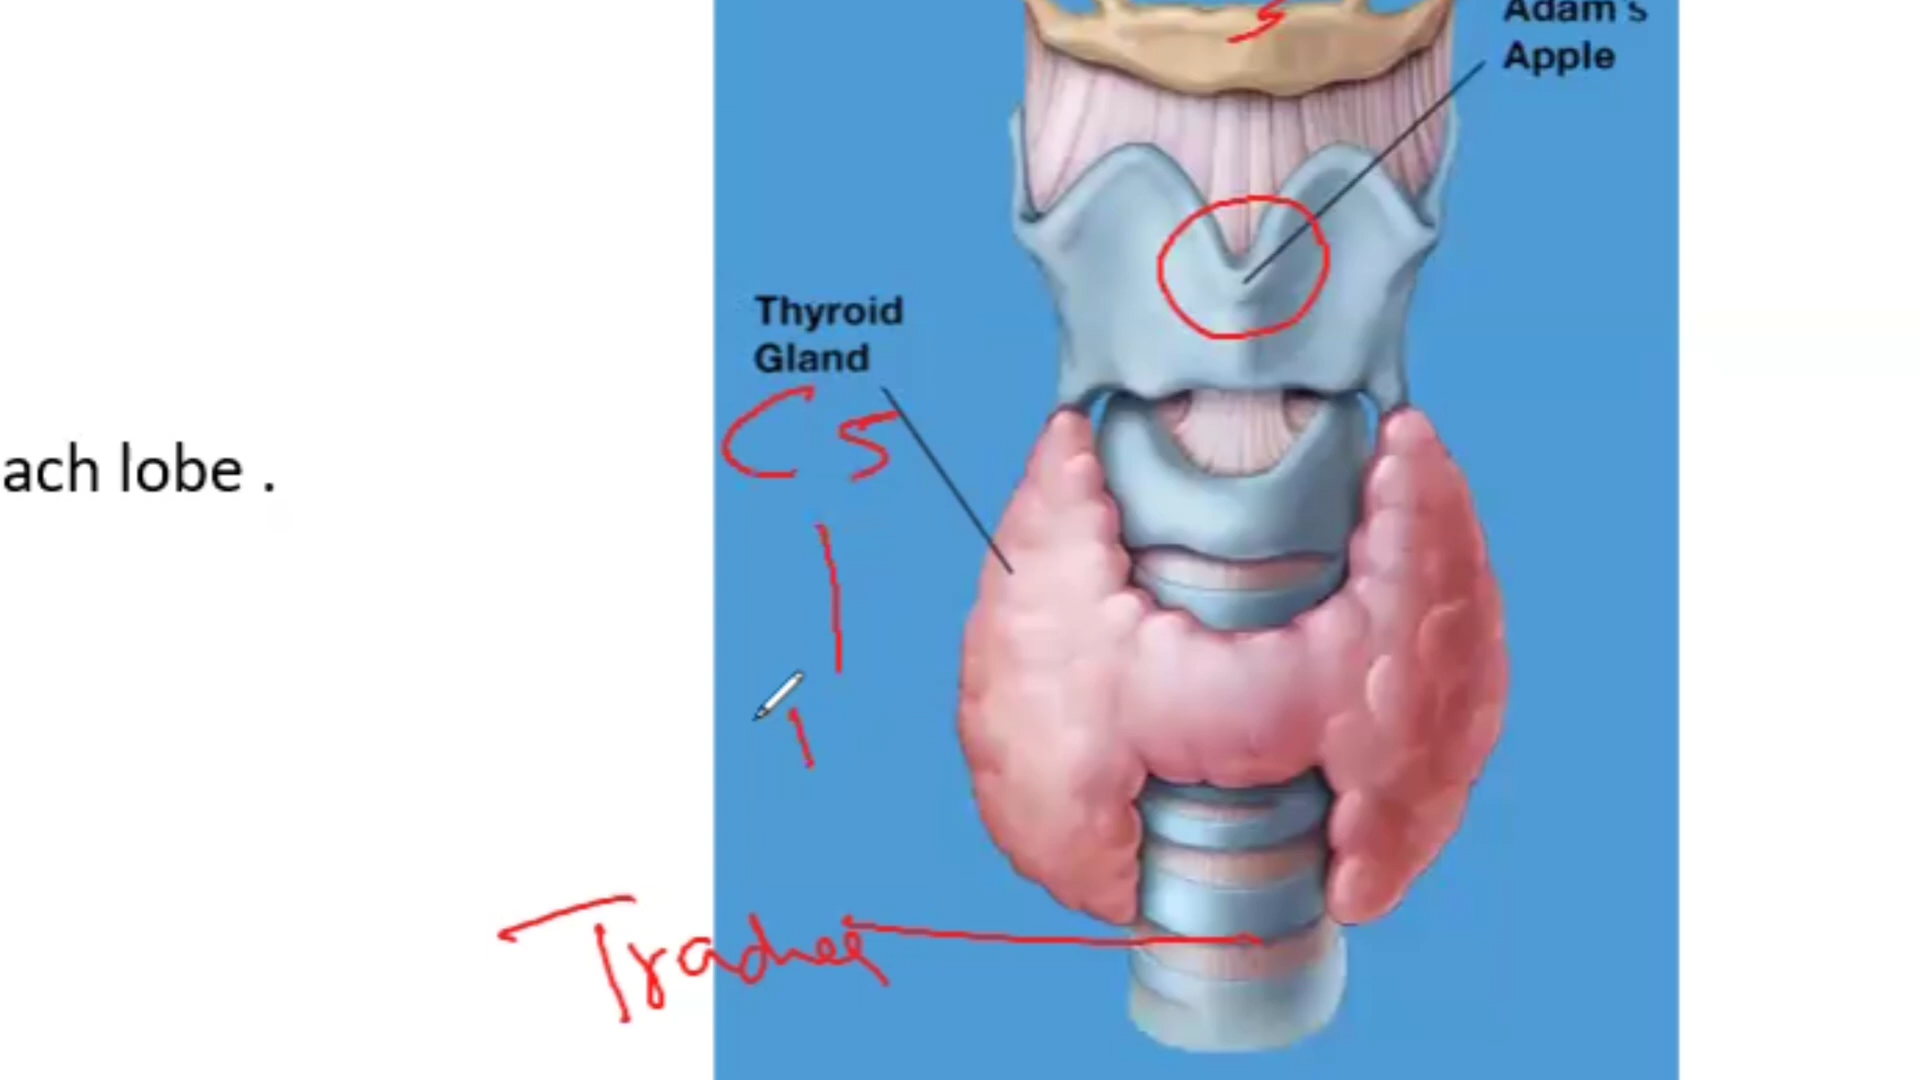 Adam's
Apple
Thyroid
Gland
C5
ach lobe .
Trachea